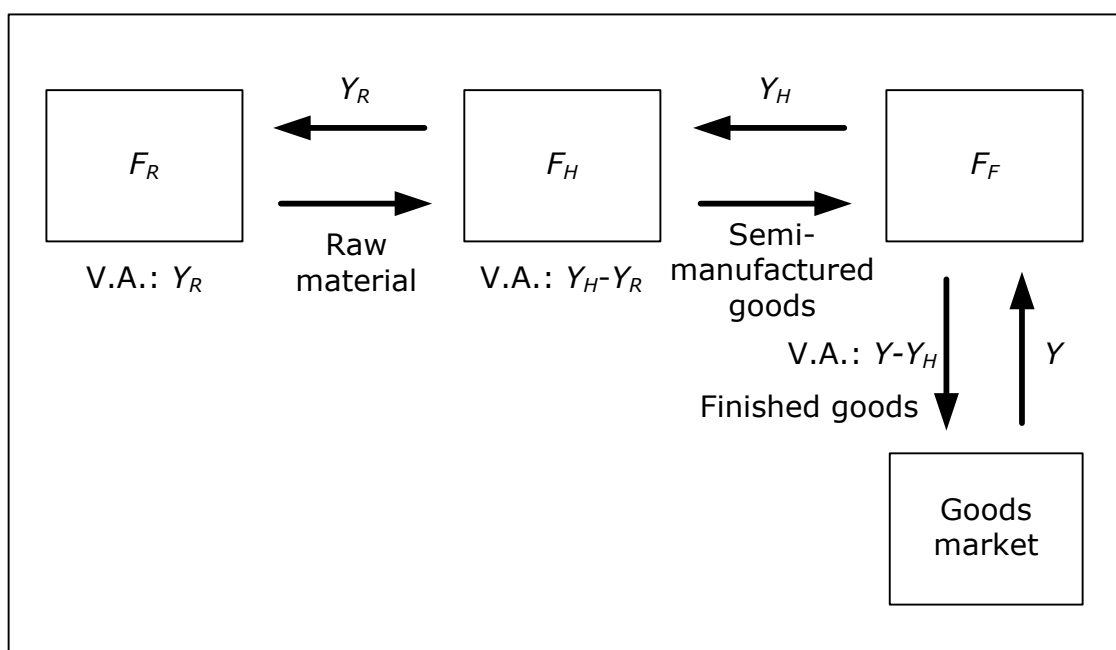 Y_R
Y_H
F_R
F_H
F_F
Raw
material
Semi-
manufactured
goods
V.A.: Y_R
V.A.: Y_H-Y_R
V.A.: Y-Y_H
Y
Finished goods
Goods
market